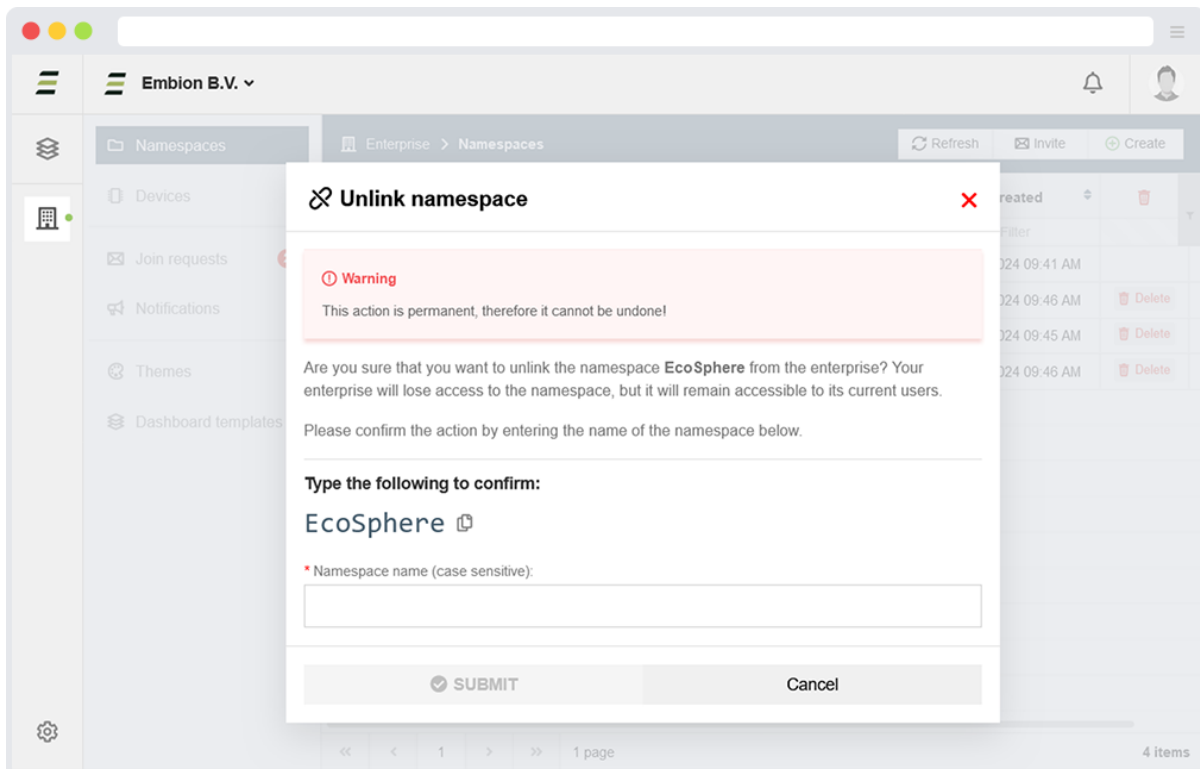 Embion B.V.
Namespaces
Enterprise > Namespaces
Refresh
Invite
Create
Devices
Join requests
Notifications
Themes
Dashboard templates
Unlink namespace
Warning
This action is permanent, therefore it cannot be undone!
Are you sure that you want to unlink the namespace EcoSphere from the enterprise? Your
enterprise will lose access to the namespace, but it will remain accessible to its current users.
Please confirm the action by entering the name of the namespace below.
Type the following to confirm:
EcoSphere
* Namespace name (case sensitive):
SUBMIT
Cancel
Filter
09:41 AM
09:46 AM
Delete
09:45 AM
Delete
09:46 AM
Delete
<< < 1 > >> 1 page
4 items